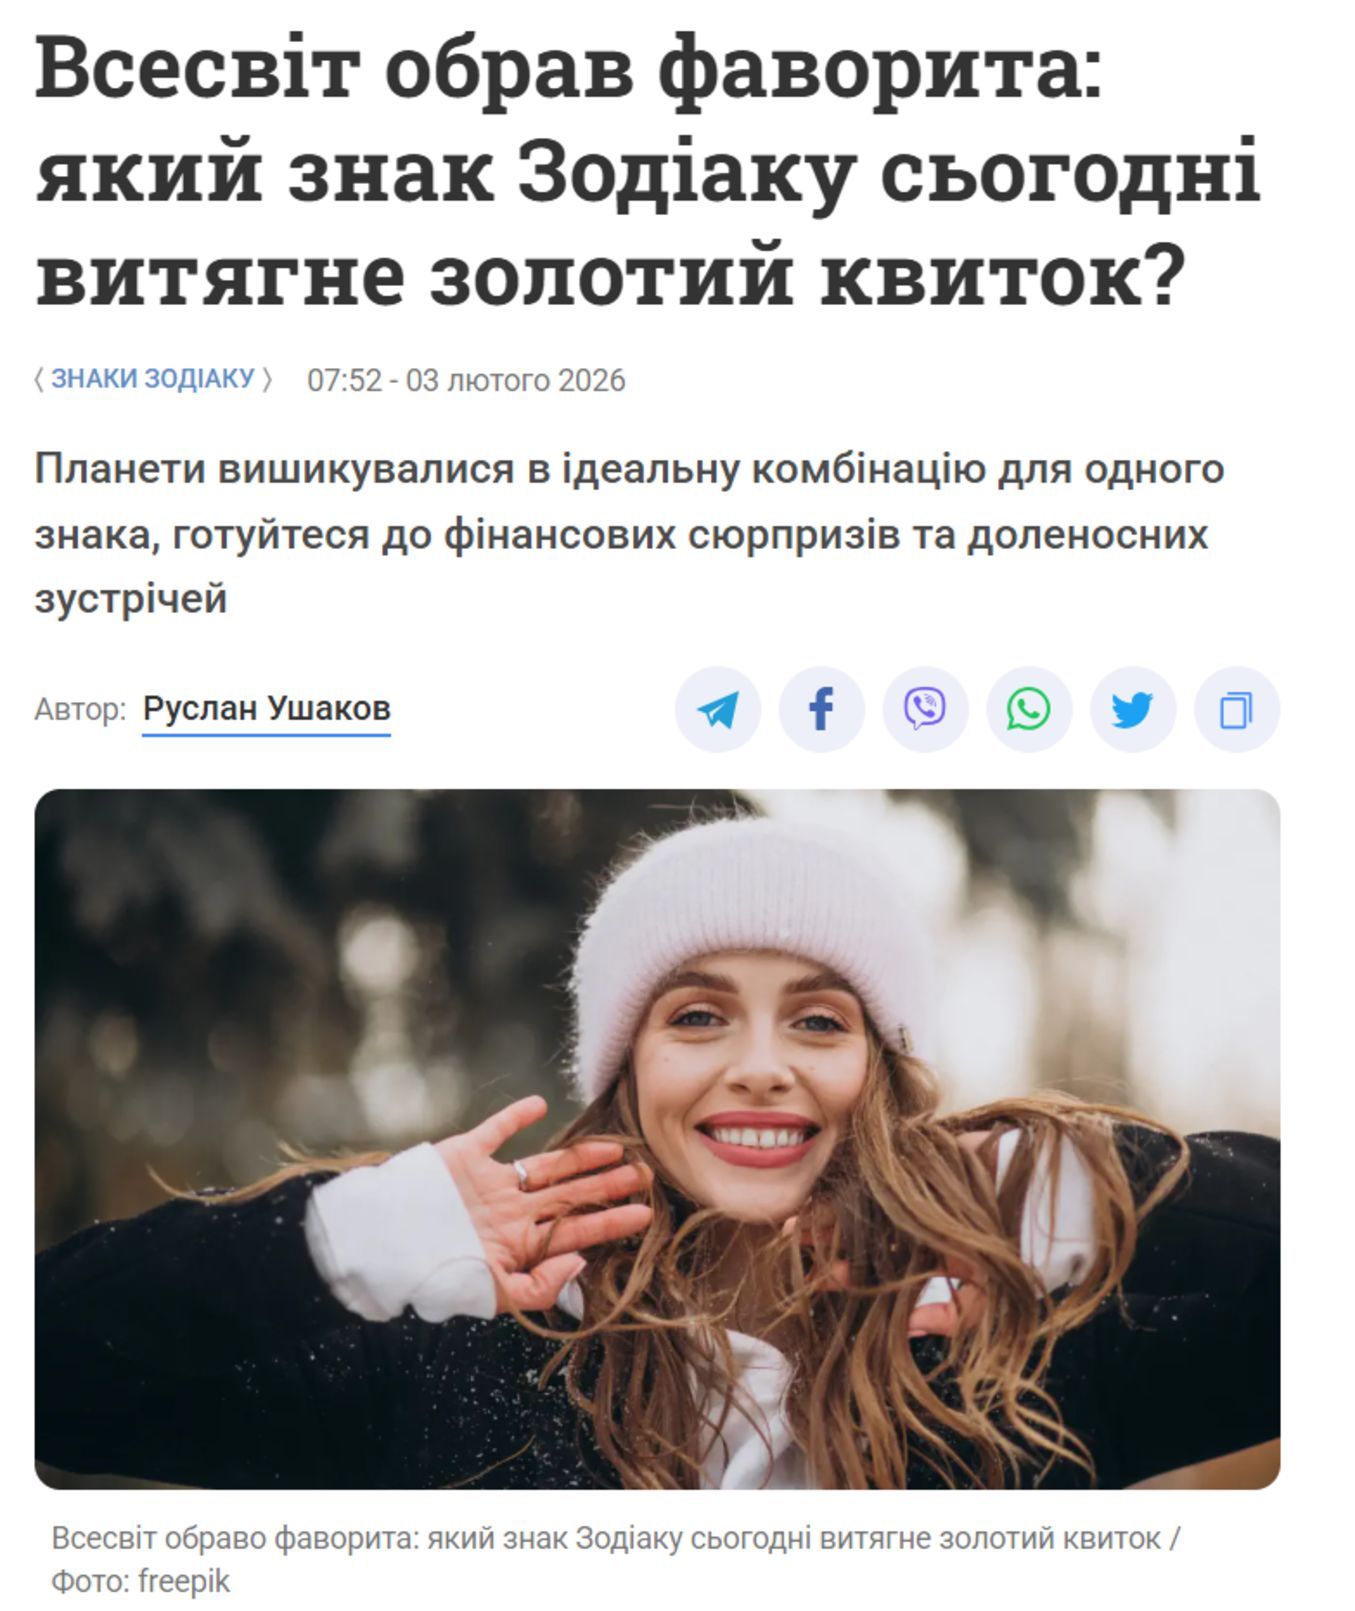 Всесвіт обрав фаворита:
який знак Зодіаку сьогодні
витягне золотий квиток?
⟨ ЗНАКИ ЗОДІАКУ ⟩ 07:52 - 03 лютого 2026
Планети вишикувалися в ідеальну комбінацію для одного
знака, готуйтеся до фінансових сюрпризів та доленосних
зустрічей
Автор: Руслан Ушаков
Всесвіт обраво фаворита: який знак Зодіаку сьогодні витягне золотий квиток /
Фото: freepik